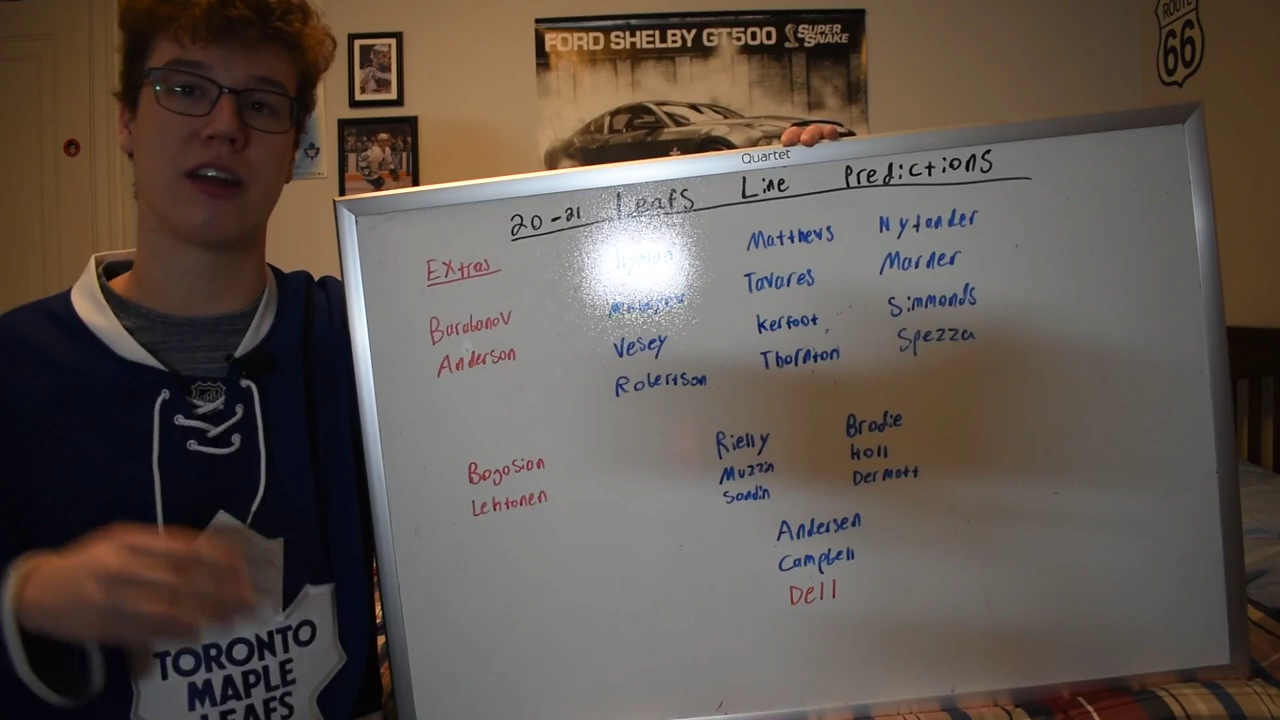 FORD SHELBY GT500 SUPER SNAKE
ROUTE 66
Quartet
20-21 Leafs Line Predictions
Extras
Hyman Matthews Nylander
Tavares Marner
Barabanov
Vesey Kerfoot Simmonds
Anderson
Robertson Thornton Spezza
Rielly Brodie
Bogosian
Muzzin Holl
Lehtonen
Sandin Dermott
Andersen
Campbell
Dell
TORONTO
MAPLE
LEAFS